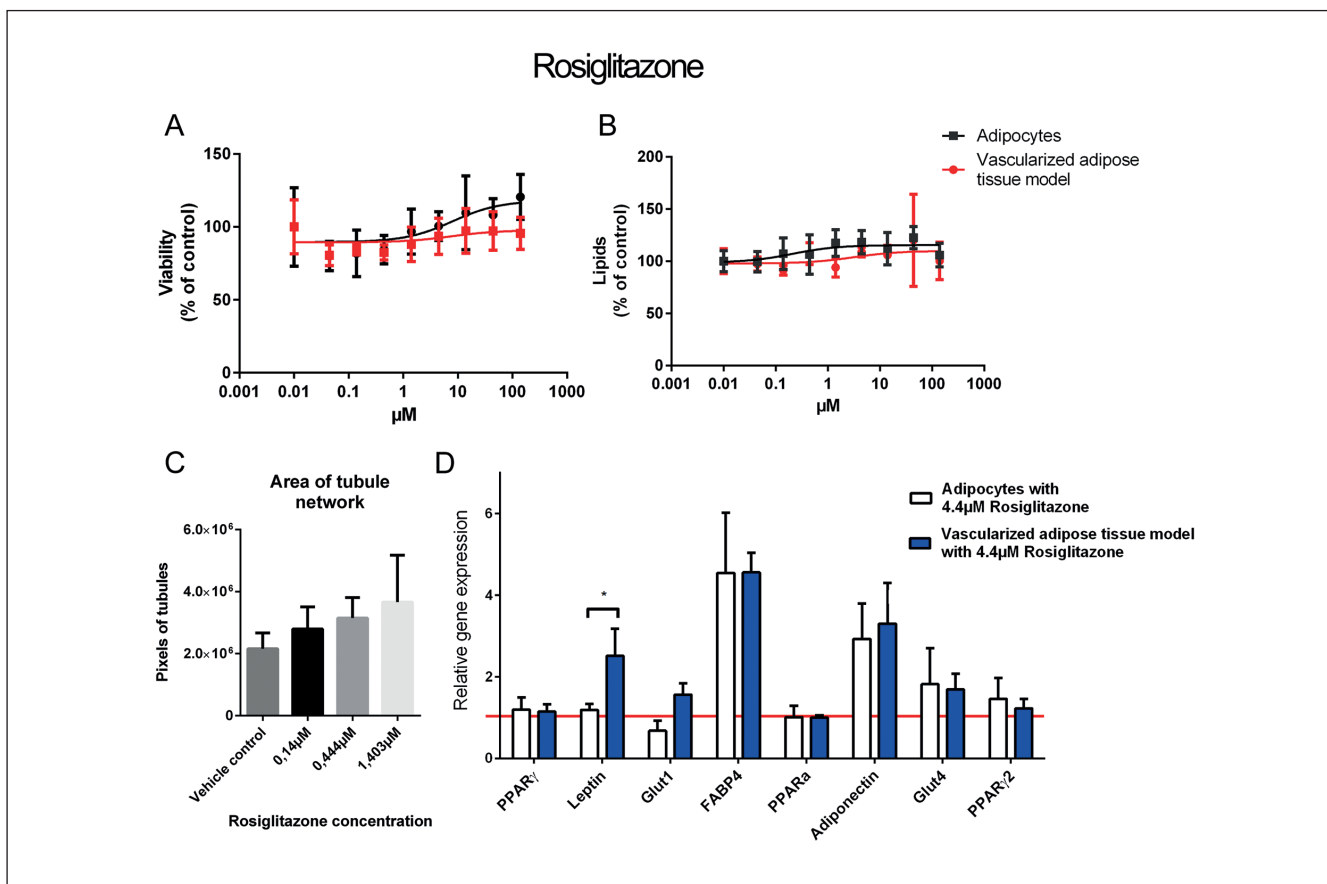 Rosiglitazone
A
Viability
(% of control)
150
100
50
0
0.001
0.01
0.1
1
10
100
1000
µM
B
Adipocytes
Vascularized adipose
tissue model
Lipids
(% of control)
200
150
100
50
0
0.001
0.01
0.1
1
10
100
1000
µM
C
Area of tubule
network
Pixels of tubules
6.0×10⁶
4.0×10⁶
2.0×10⁶
0
Vehicle control
0,14µM
0,444µM
1,403µM
Rosiglitazone concentration
D
Relative gene expression
6
4
2
0
*
Adipocytes with
4.4µM Rosiglitazone
Vascularized adipose tissue model
with 4.4µM Rosiglitazone
PPARγ
Leptin
Glut1
FABP4
PPARa
Adiponectin
Glut4
PPARγ2